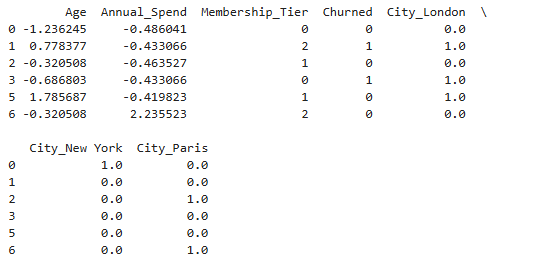 Age Annual_Spend Membership_Tier Churned City_London \
0 -1.236245 -0.486041 0 0 0.0
1 0.778377 -0.433066 2 1 1.0
2 -0.320508 -0.463527 1 0 0.0
3 -0.686803 -0.433066 0 1 1.0
5 1.785687 -0.419823 1 0 1.0
6 -0.320508 2.235523 2 0 0.0
City_New York City_Paris
0 1.0 0.0
1 0.0 0.0
2 0.0 1.0
3 0.0 0.0
5 0.0 0.0
6 0.0 1.0